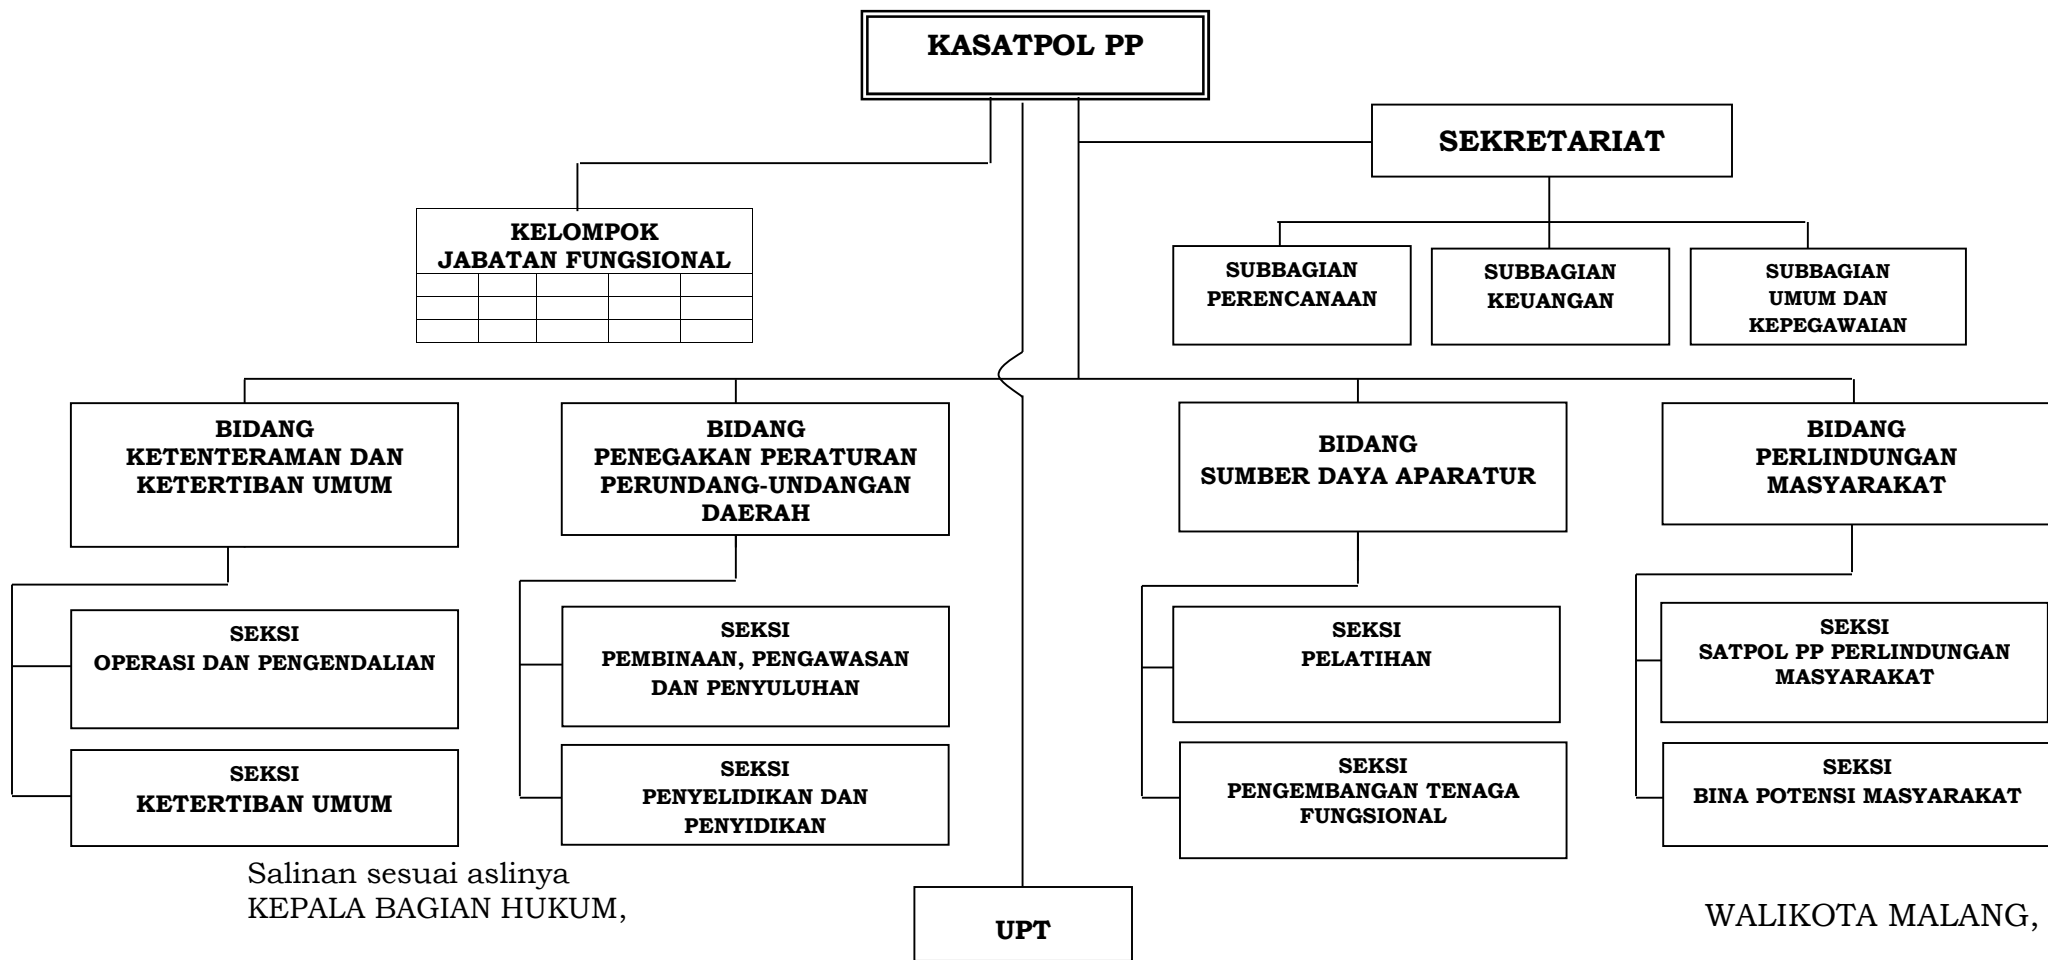 KASATPOL PP
SEKRETARIAT
KELOMPOK
JABATAN FUNGSIONAL
SUBBAGIAN
PERENCANAAN
SUBBAGIAN
KEUANGAN
SUBBAGIAN
UMUM DAN
KEPEGAWAIAN
BIDANG
KETENTERAMAN DAN
KETERTIBAN UMUM
BIDANG
PENEGAKAN PERATURAN
PERUNDANG-UNDANGAN
DAERAH
BIDANG
SUMBER DAYA APARATUR
BIDANG
PERLINDUNGAN
MASYARAKAT
SEKSI
OPERASI DAN PENGENDALIAN
SEKSI
PEMBINAAN, PENGAWASAN
DAN PENYULUHAN
SEKSI
PELATIHAN
SEKSI
SATPOL PP PERLINDUNGAN
MASYARAKAT
SEKSI
KETERTIBAN UMUM
SEKSI
PENYELIDIKAN DAN
PENYIDIKAN
SEKSI
PENGEMBANGAN TENAGA
FUNGSIONAL
SEKSI
BINA POTENSI MASYARAKAT
Salinan sesuai aslinya
KEPALA BAGIAN HUKUM,
UPT
WALIKOTA MALANG,